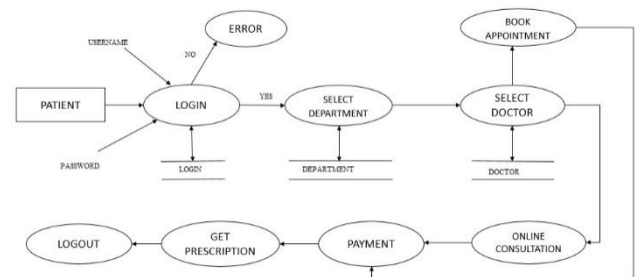 BOOK
APPOINTMENT
ERROR
USERNAME
NO
PATIENT
LOGIN
YES
SELECT
DEPARTMENT
SELECT
DOCTOR
PASSWORD
LOGIN
DEPARTMENT
DOCTOR
LOGOUT
GET
PRESCRIPTION
PAYMENT
ONLINE
CONSULTATION